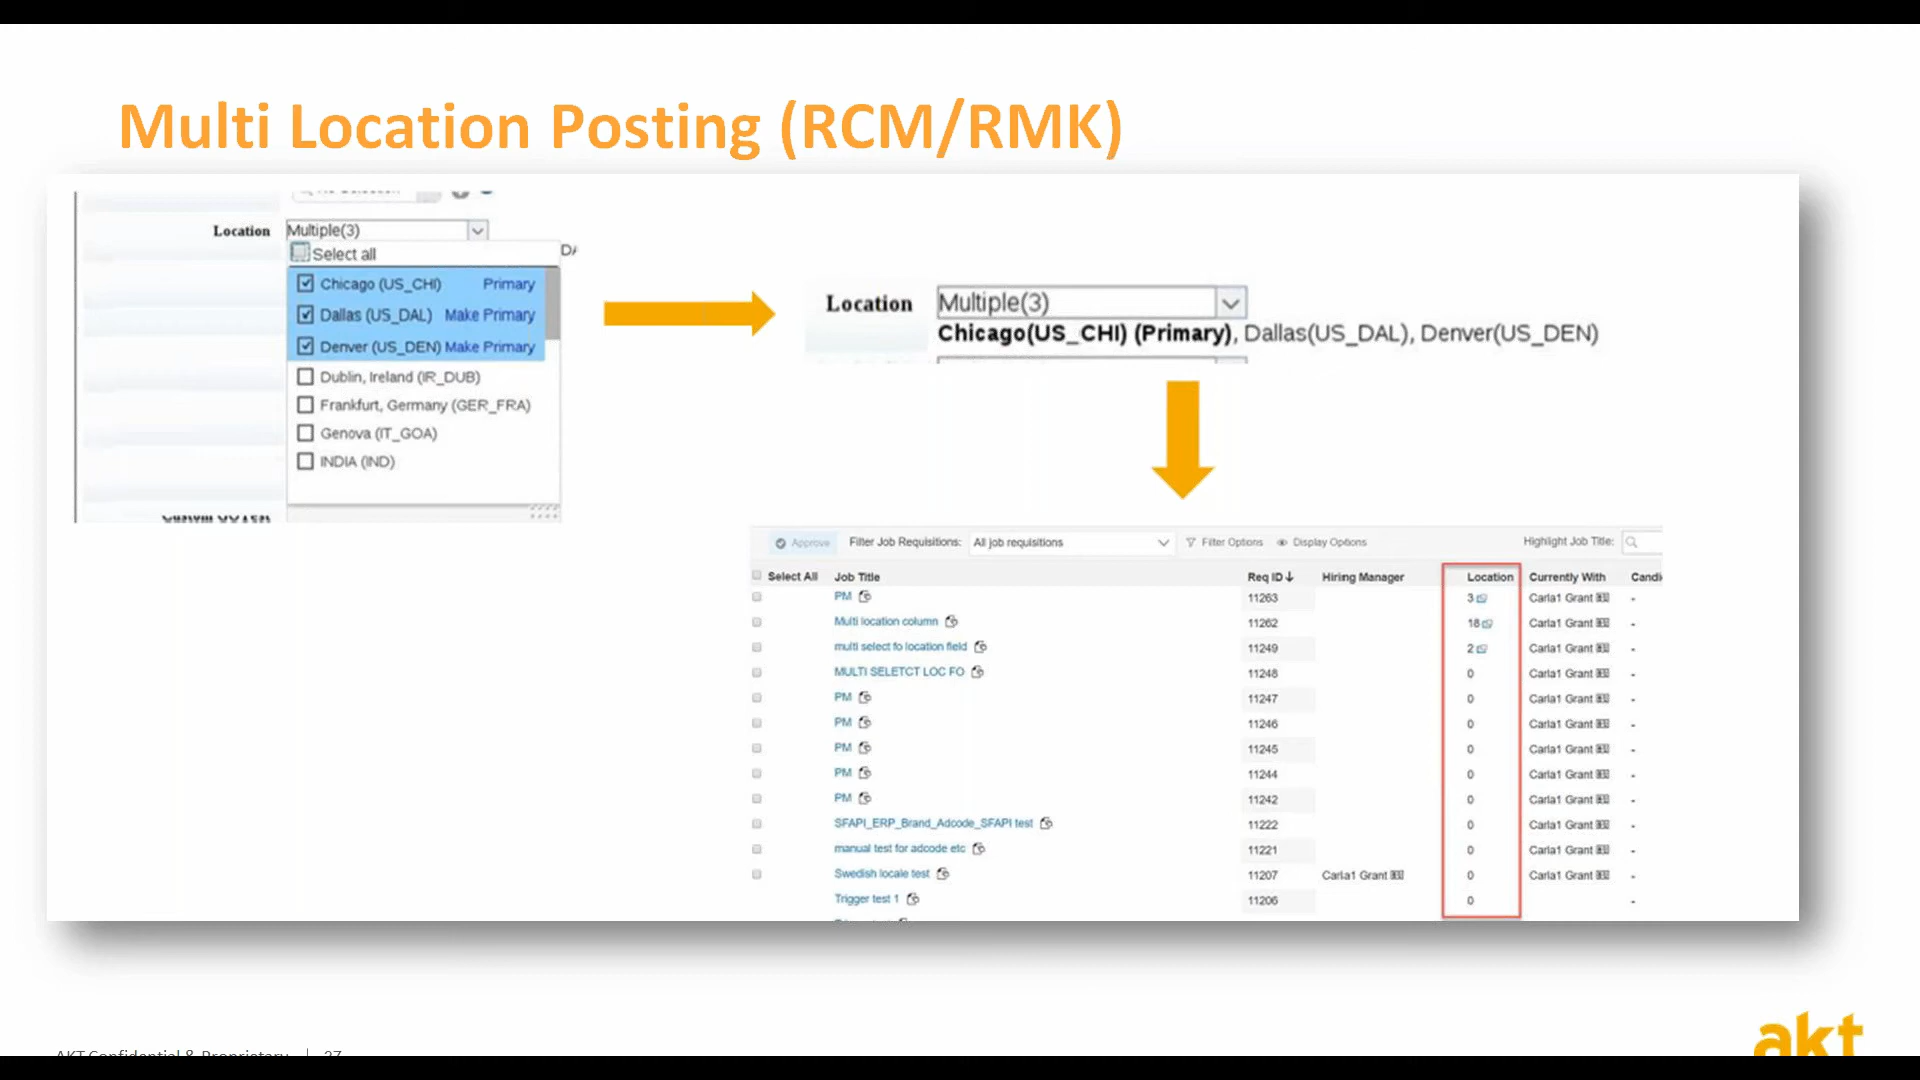 Multi Location Posting (RCM/RMK)
Location Multiple(3)
Select all
Chicago (US_CHI) Primary
Dallas (US_DAL) Make Primary
Denver (US_DEN) Make Primary
Dublin, Ireland (IR_DUB)
Frankfurt, Germany (GER_FRA)
Genova (IT_GOA)
INDIA (IND)
Location Multiple(3)
Chicago(US_CHI) (Primary), Dallas(US_DAL), Denver(US_DEN)
Approve Filter Job Requisitions: All job requisitions Filter Options Display Options Highlight Job Title:
Select All Job Title Req ID Hiring Manager Location Currently With Candi
PM 11263 3 Carla1 Grant -
Multi location column 11262 18 Carla1 Grant -
multi select fo location field 11249 2 Carla1 Grant -
MULTI SELETCT LOC FO 11248 0 Carla1 Grant -
PM 11247 0 Carla1 Grant -
PM 11246 0 Carla1 Grant -
PM 11245 0 Carla1 Grant -
PM 11244 0 Carla1 Grant -
PM 11242 0 Carla1 Grant -
SFAPI_ERP_Brand_Adcode_SFAPI test 11222 0 Carla1 Grant -
manual test for adcode etc 11221 0 Carla1 Grant -
Swedish locale test 11207 Carla1 Grant 0 Carla1 Grant -
Trigger test 1 11206 0 -
AKT Confidential & Proprietary | 27
akt